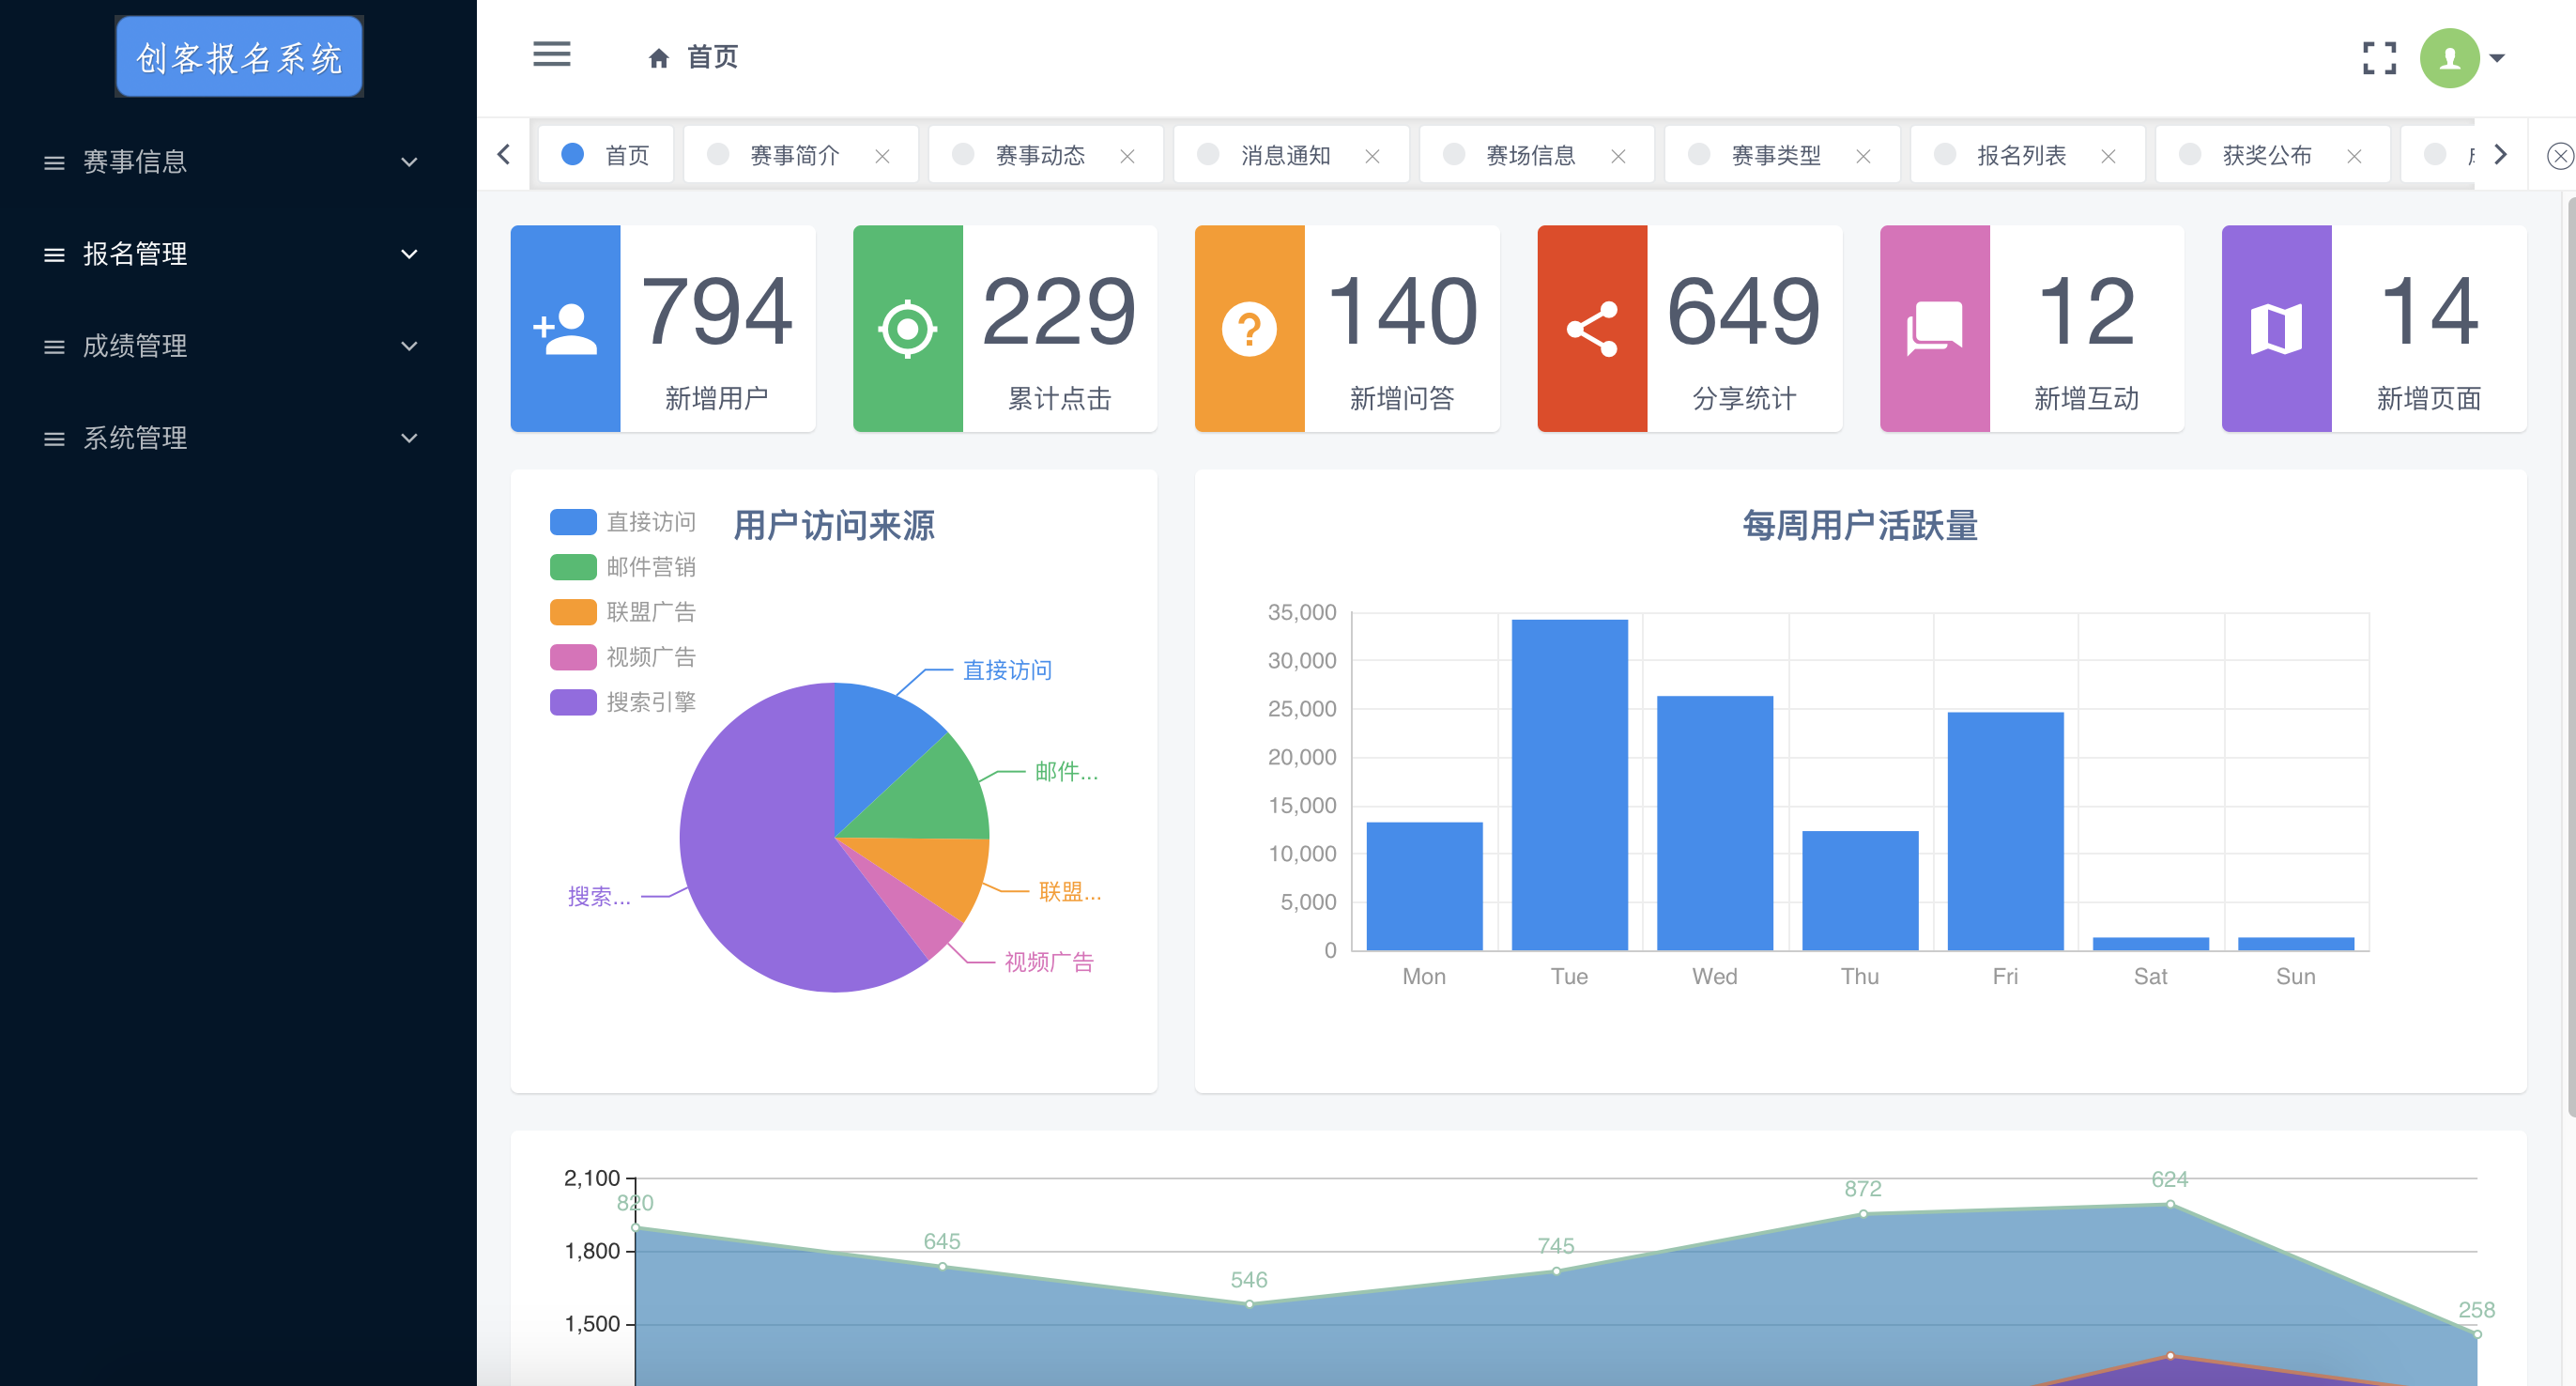 创客报名系统
首页
赛事信息
报名管理
成绩管理
系统管理
首页 赛事简介 赛事动态 消息通知 赛场信息 赛事类型 报名列表 获奖公布
794
新增用户
229
累计点击
140
新增问答
649
分享统计
12
新增互动
14
新增页面
用户访问来源
直接访问
邮件营销
联盟广告
视频广告
搜索引擎
直接访问
邮件...
联盟...
视频广告
搜索...
每周用户活跃量
35,000
30,000
25,000
20,000
15,000
10,000
5,000
0
Mon Tue Wed Thu Fri Sat Sun
2,100
1,800
1,500
820 645 546 745 872 624 258